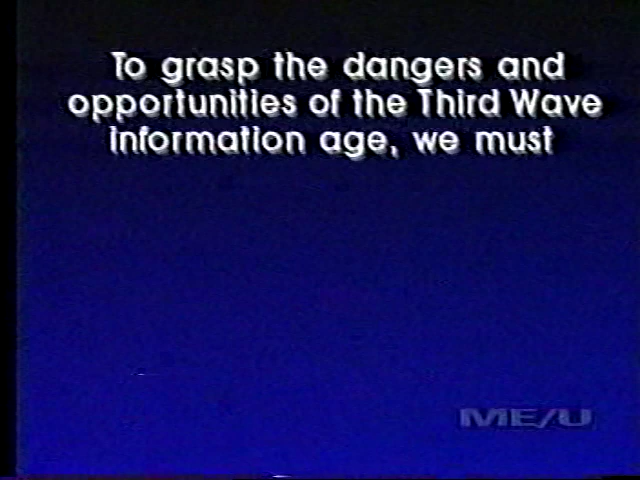 To grasp the dangers and
opportunities of the Third Wave
information age, we must
ME/U